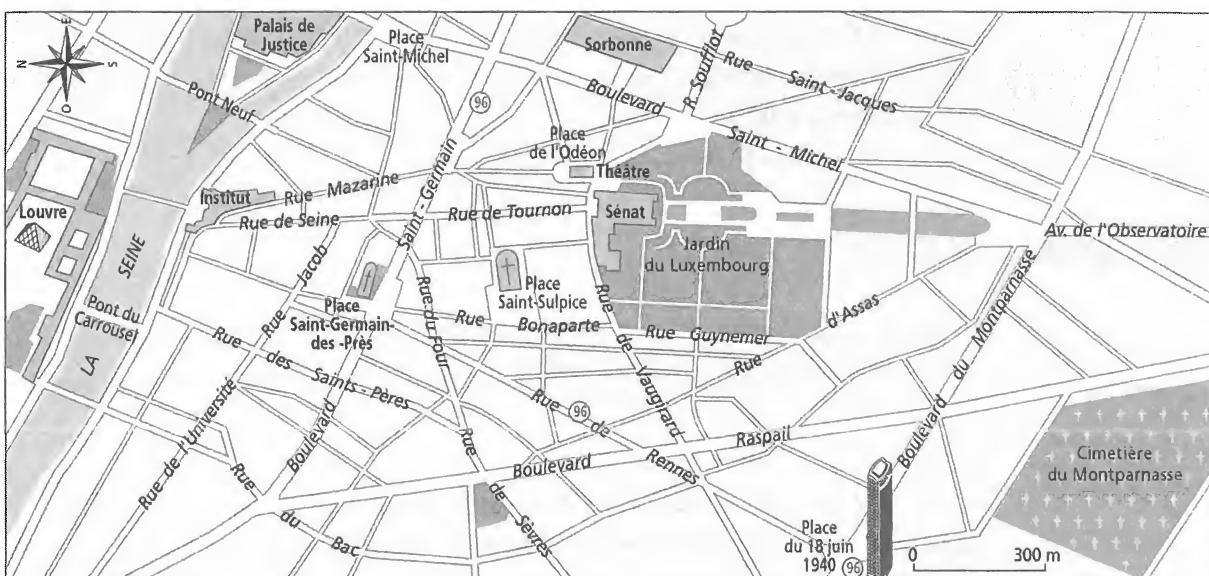 E
N
S
O
Palais de
Justice
Place
Saint-Michel
Sorbonne
R. Soufflot
Rue Saint-Jacques
Pont Neuf
96
Boulevard Saint-Michel
Place
de l'Odéon
Théâtre
Saint-Germain
Institut
Rue Mazarine
Louvre
Rue de Seine
Rue de Tournon
Sénat
Av. de l'Observatoire
LA SEINE
Rue Jacob
Jardin
du Luxembourg
Pont du
Carrousel
Place
Saint-Germain-
des-Près
Rue du Four
Place
Saint-Sulpice
Rue Bonaparte
Rue de Vaugirard
Rue Guynemer
Rue d'Assas
Boulevard du Montparnasse
Rue des Saints-Pères
Rue de l'Université
Boulevard
Rue de Rennes
96
Boulevard Raspail
Rue de Sèvres
Rue du Bac
Cimetière
du Montparnasse
Place
du 18 juin
1940 96
0 300 m